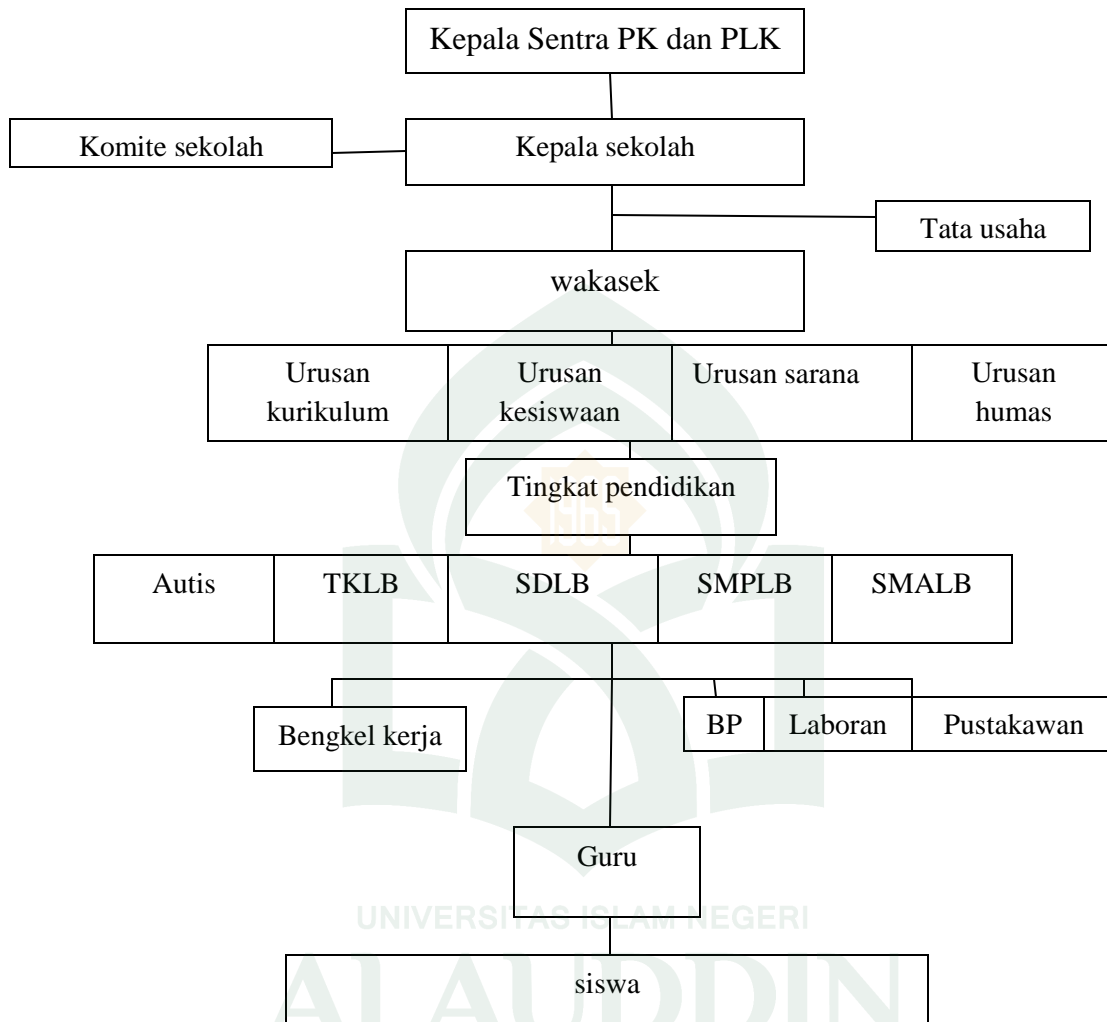 Kepala Sentra PK dan PLK
Komite sekolah
Kepala sekolah
Tata usaha
wakasek
Urusan
kurikulum
Urusan
kesiswaan
Urusan sarana
Urusan
humas
Tingkat pendidikan
1965
Autis
TKLB
SDLB
SMPLB
SMALB
Bengkel kerja
BP
Laboran
Pustakawan
Guru
UNIVERSITAS ISLAM NEGERI
siswa
ALAUDDIN